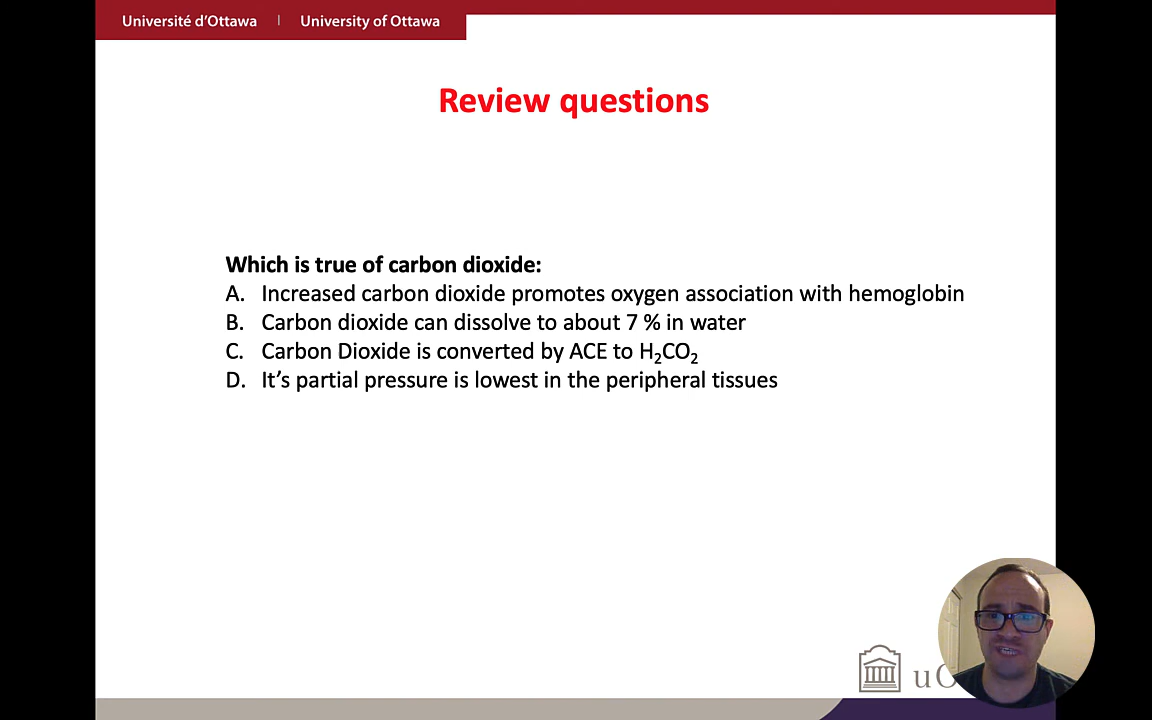 Université d'Ottawa | University of Ottawa
Review questions
Which is true of carbon dioxide:
A. Increased carbon dioxide promotes oxygen association with hemoglobin
B. Carbon dioxide can dissolve to about 7 % in water
C. Carbon Dioxide is converted by ACE to H₂CO₂
D. It's partial pressure is lowest in the peripheral tissues